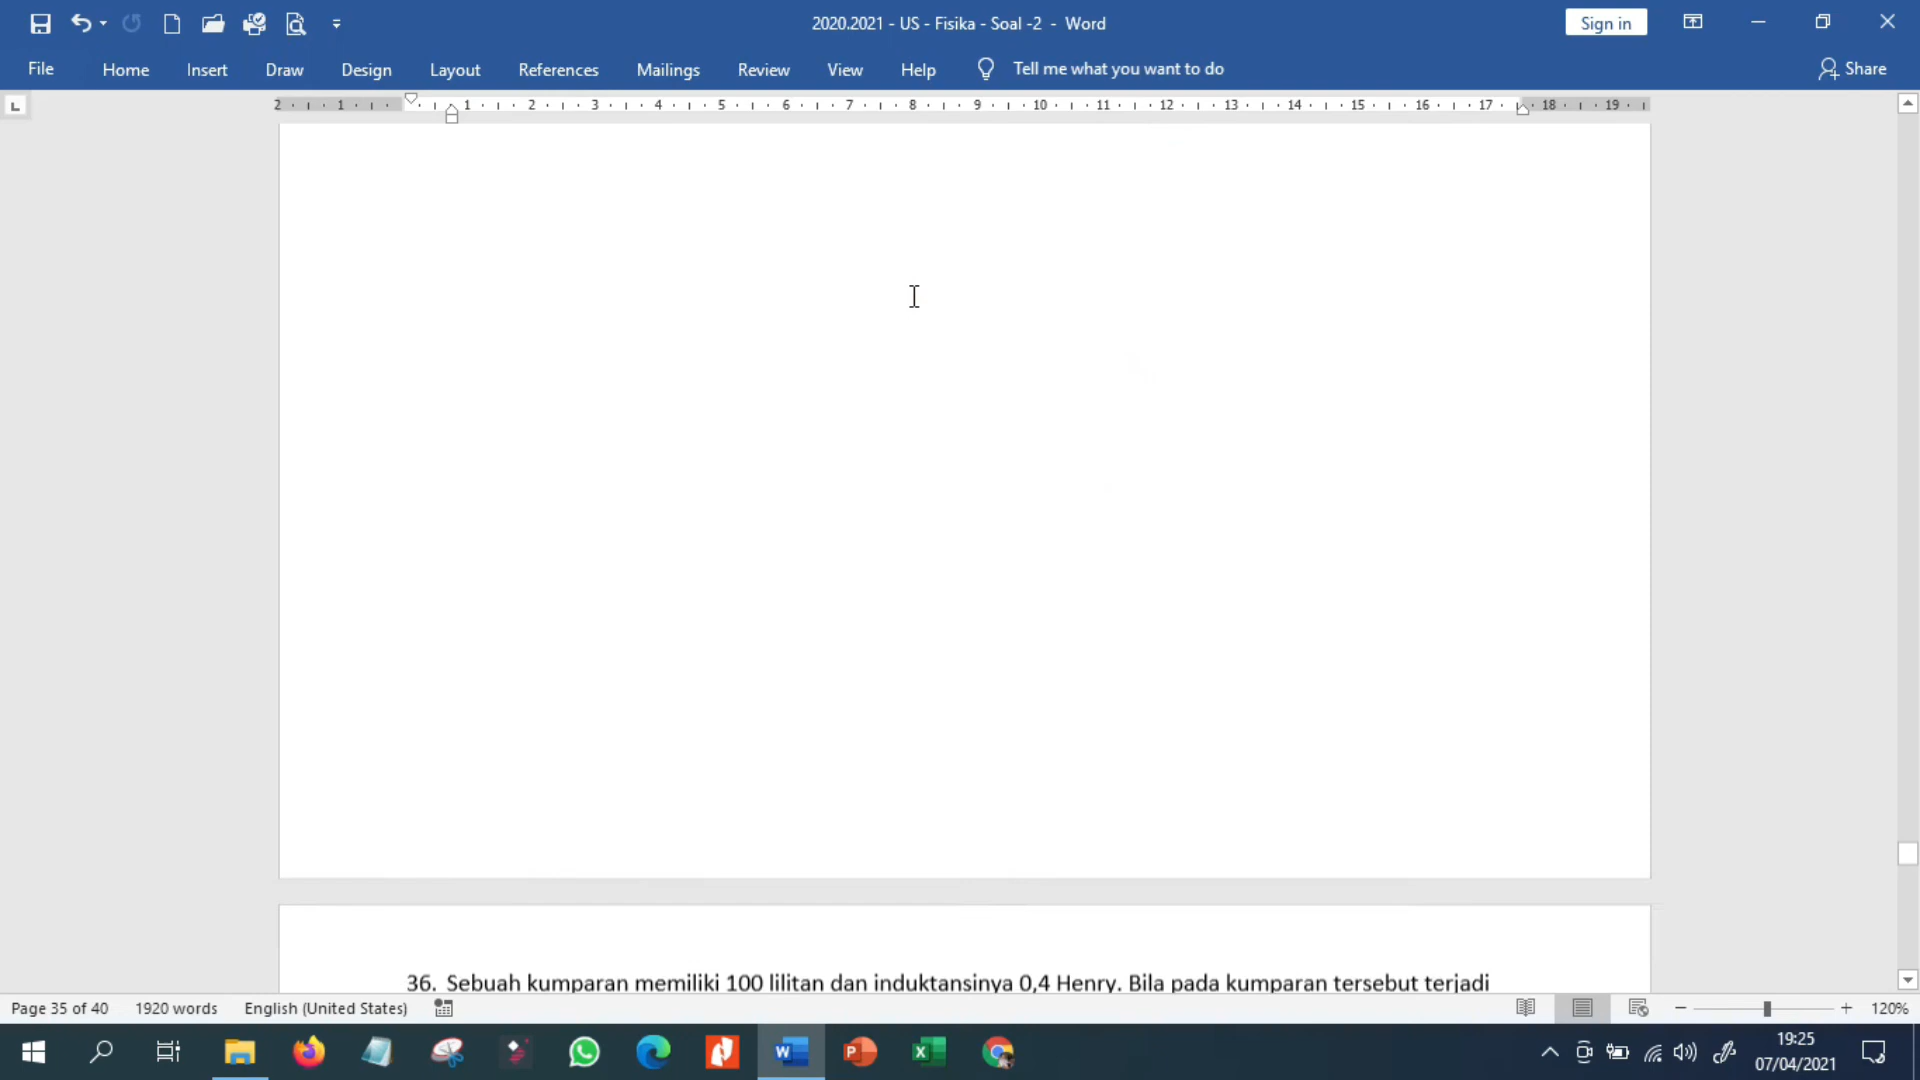 2020.2021 - US - Fisika - Soal -2 - Word
Sign in
File Home Insert Draw Design Layout References Mailings Review View Help Tell me what you want to do Share
2 1 1 2 3 4 5 6 7 8 9 10 11 12 13 14 15 16 17 18 19
36. Sebuah kumparan memiliki 100 lilitan dan induktansinya 0,4 Henry. Bila pada kumparan tersebut terjadi
Page 35 of 40 1920 words English (United States) 120%
19:25
07/04/2021